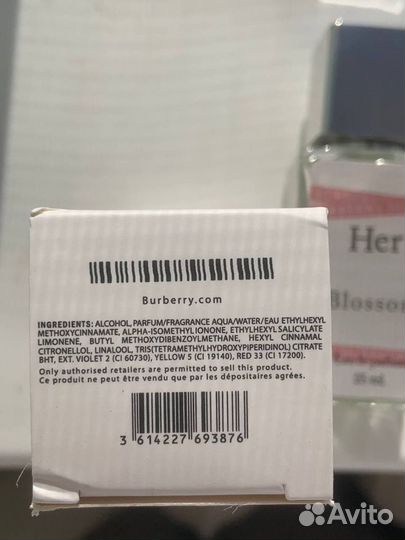 Burberry.com
INGREDIENTS: ALCOHOL, PARFUM/FRAGRANCE AQUA/WATER/EAU ETHYLHEXYL
METHOXYCINNAMATE, ALPHA-ISOMETHYL IONONE, ETHYLHEXYL SALICYLATE
LIMONENE, BUTYL METHOXYDIBENZOYLMETHANE, HEXYL CINNAMAL
CITRONELLOL, LINALOOL, TRIS(TETRAMETHYLHYDROXYPIPERIDINOL) CITRATE
BHT, EXT. VIOLET 2 (CI 60730), YELLOW 5 (CI 19140), RED 33 (CI 17200).
Only authorised retailers are permitted to sell this product.
Ce produit ne peut être vendu que par les dépositaires agréés.
3 614227 693876
Her
Blossom
Avito